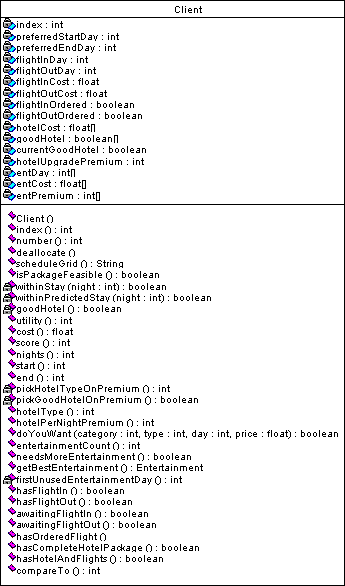 Client
index : int
preferredStartDay : int
preferredEndDay : int
flightInDay : int
flightOutDay : int
flightInCost : float
flightOutCost : float
flightInOrdered : boolean
flightOutOrdered : boolean
hotelCost : float[]
goodHotel : boolean[]
currentGoodHotel : boolean
hotelUpgradePremium : int
entDay : int[]
entCost : float[]
entPremium : int[]
Client ( )
index ( ) : int
number ( ) : int
deallocate ( )
scheduleGrid ( ) : String
isPackageFeasible ( ) : boolean
withinStay (night : int) : boolean
withinPredictedStay (night : int) : boolean
goodHotel ( ) : boolean
utility ( ) : int
cost ( ) : float
score ( ) : int
nights ( ) : int
start ( ) : int
end ( ) : int
pickHotelTypeOnPremium ( ) : int
pickGoodHotelOnPremium ( ) : boolean
hotelType ( ) : int
hotelPerNightPremium ( ) : int
doYouWant (category : int, type : int, day : int, price : float) : boolean
entertainmentCount ( ) : int
needsMoreEntertainment ( ) : boolean
getBestEntertainment ( ) : Entertainment
firstUnusedEntertainmentDay ( ) : int
hasFlightIn ( ) : boolean
hasFlightOut ( ) : boolean
awaitingFlightIn ( ) : boolean
awaitingFlightOut ( ) : boolean
hasOrderedFlight ( )
hasCompleteHotelPackage ( ) : boolean
hasHotelAndFlights ( ) : boolean
compareTo ( ) : int